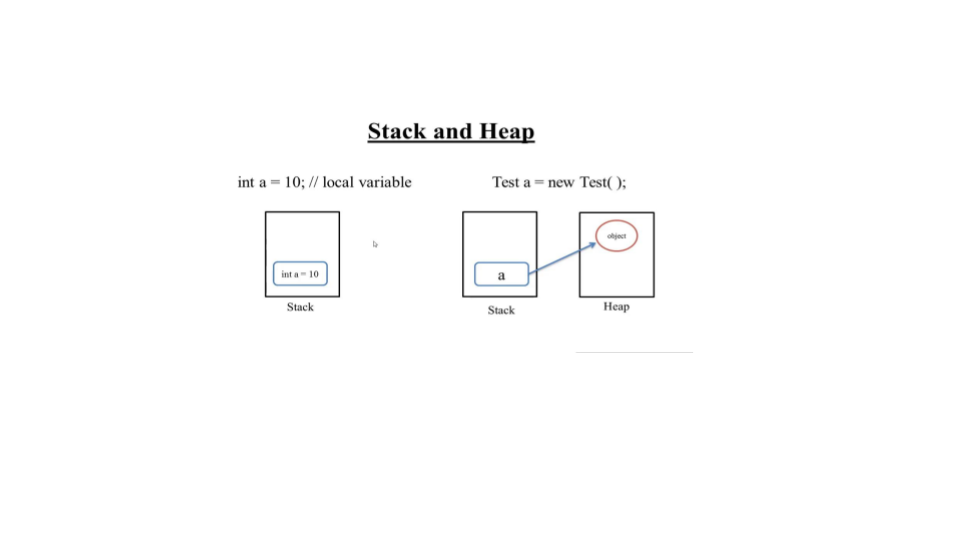 Stack and Heap
int a = 10; // local variable
Test a = new Test( );
int a = 10
Stack
a
Stack
object
Heap